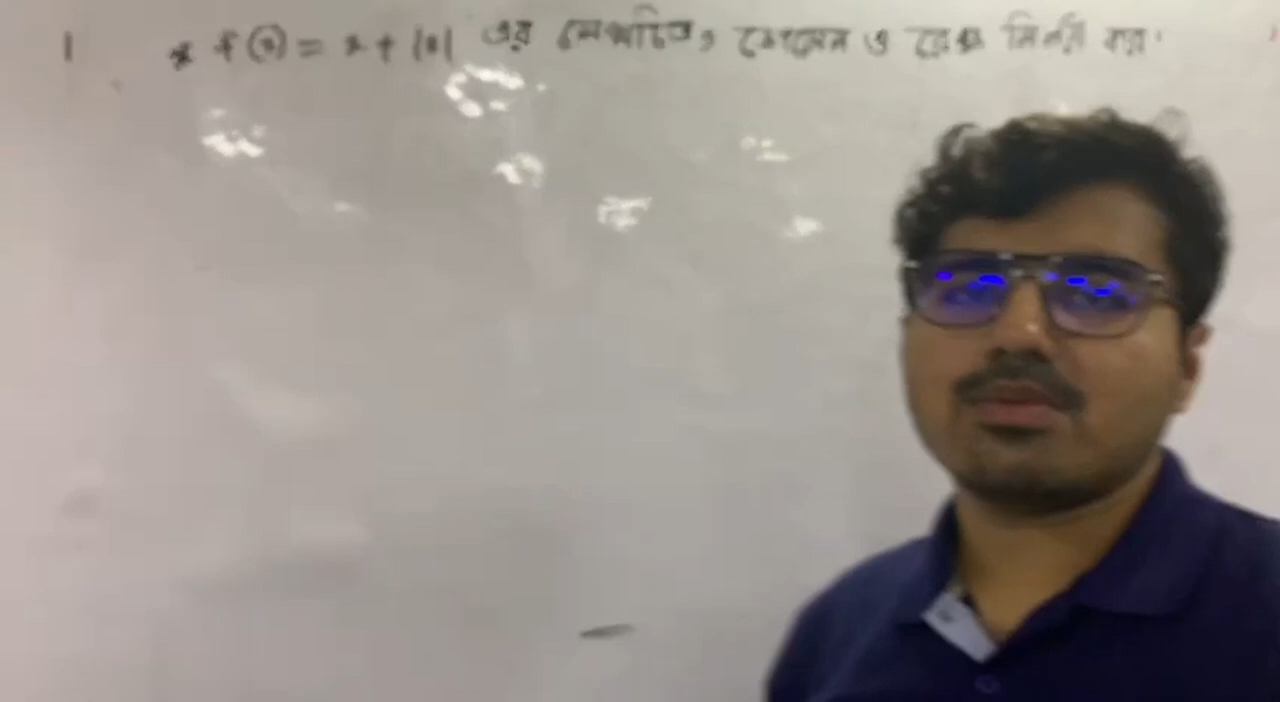 * f(x) = x + |x| এর লেখচিত্র, ডোমেন ও রেঞ্জ নির্ণয় কর।